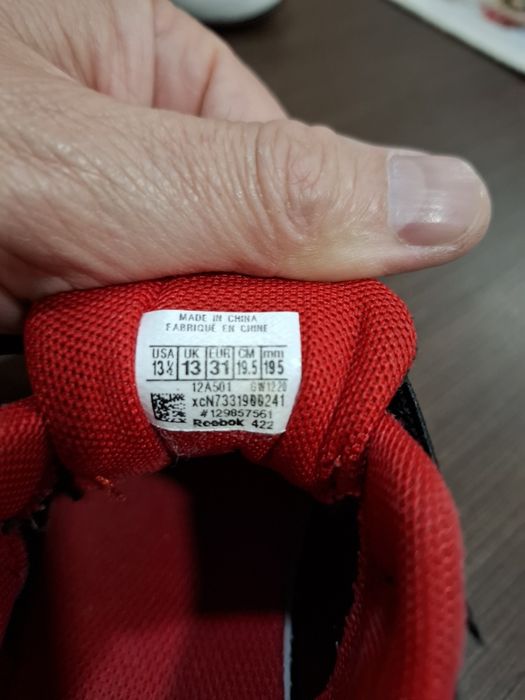 MADE IN CHINA
FABRIQUÉ EN CHINE
USA UK EUR CM mm
13½ 13 31 19.5 195
12A501
#129857561
Reebok 422